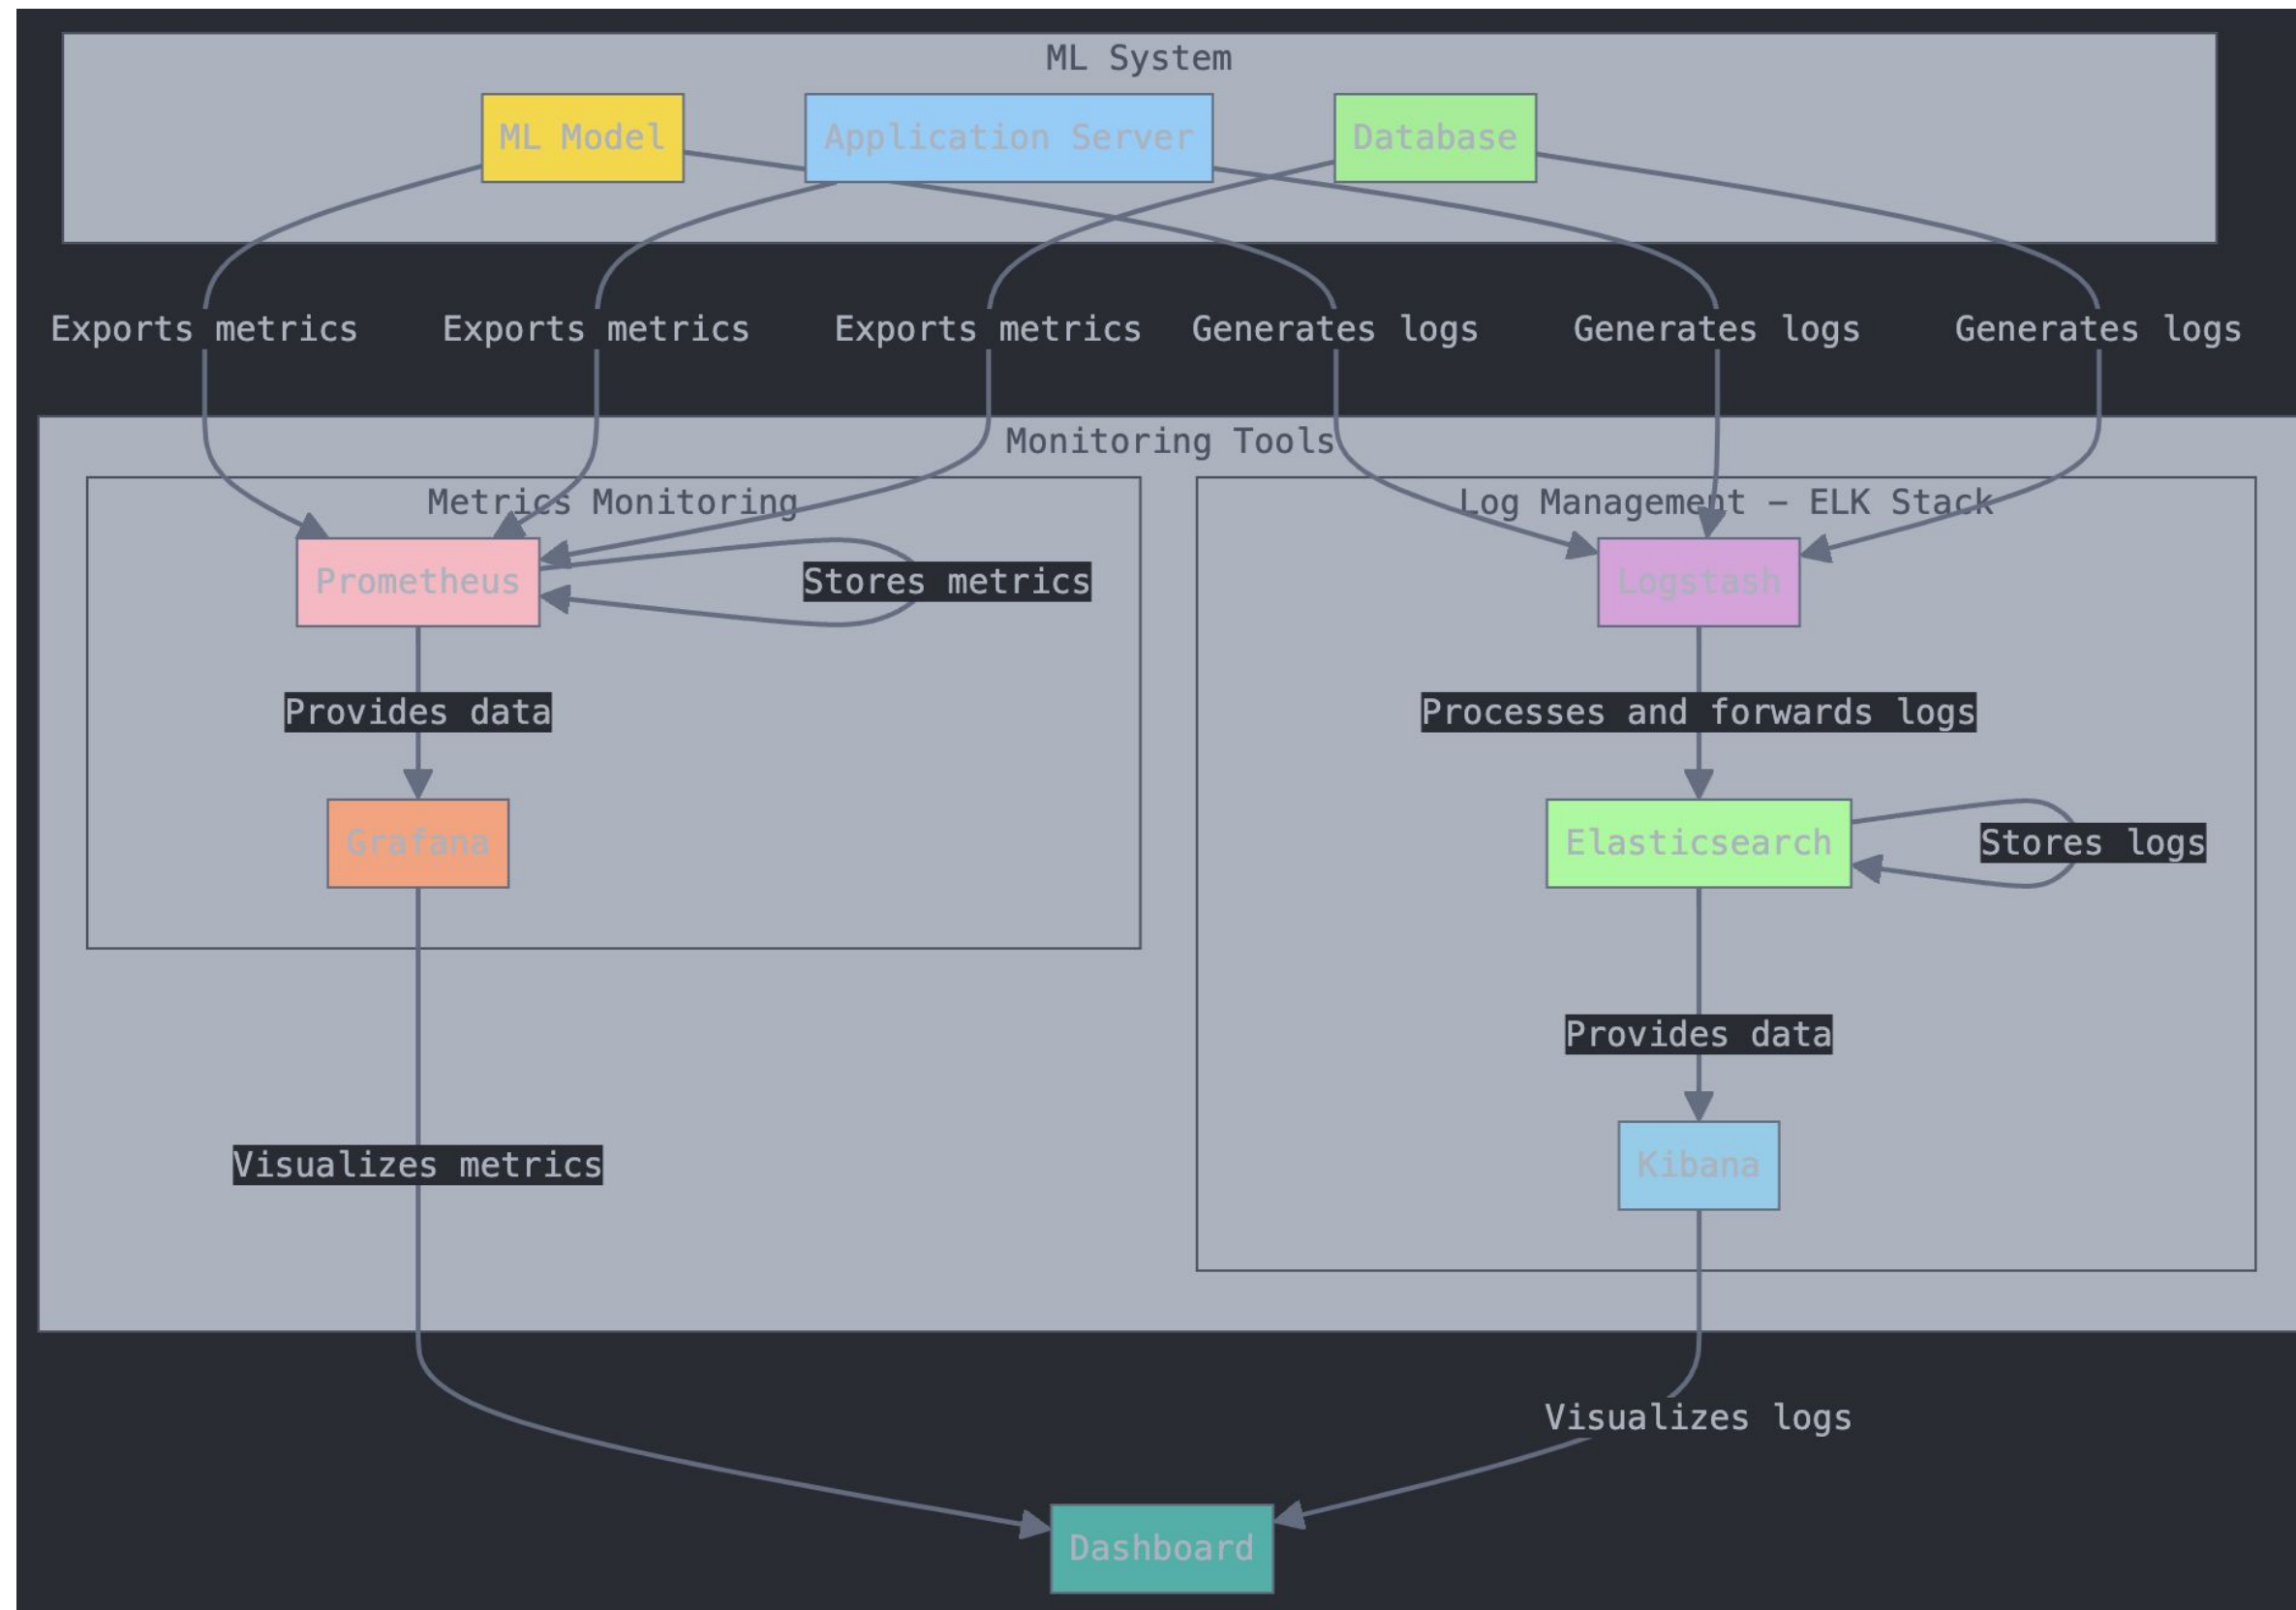 ML System
ML Model
Application Server
Database
Exports metrics
Exports metrics
Exports metrics
Generates logs
Generates logs
Generates logs
Monitoring Tools
Metrics Monitoring
Log Management – ELK Stack
Prometheus
Stores metrics
Logstash
Provides data
Processes and forwards logs
Grafana
Elasticsearch
Stores logs
Provides data
Visualizes metrics
Kibana
Visualizes logs
Dashboard